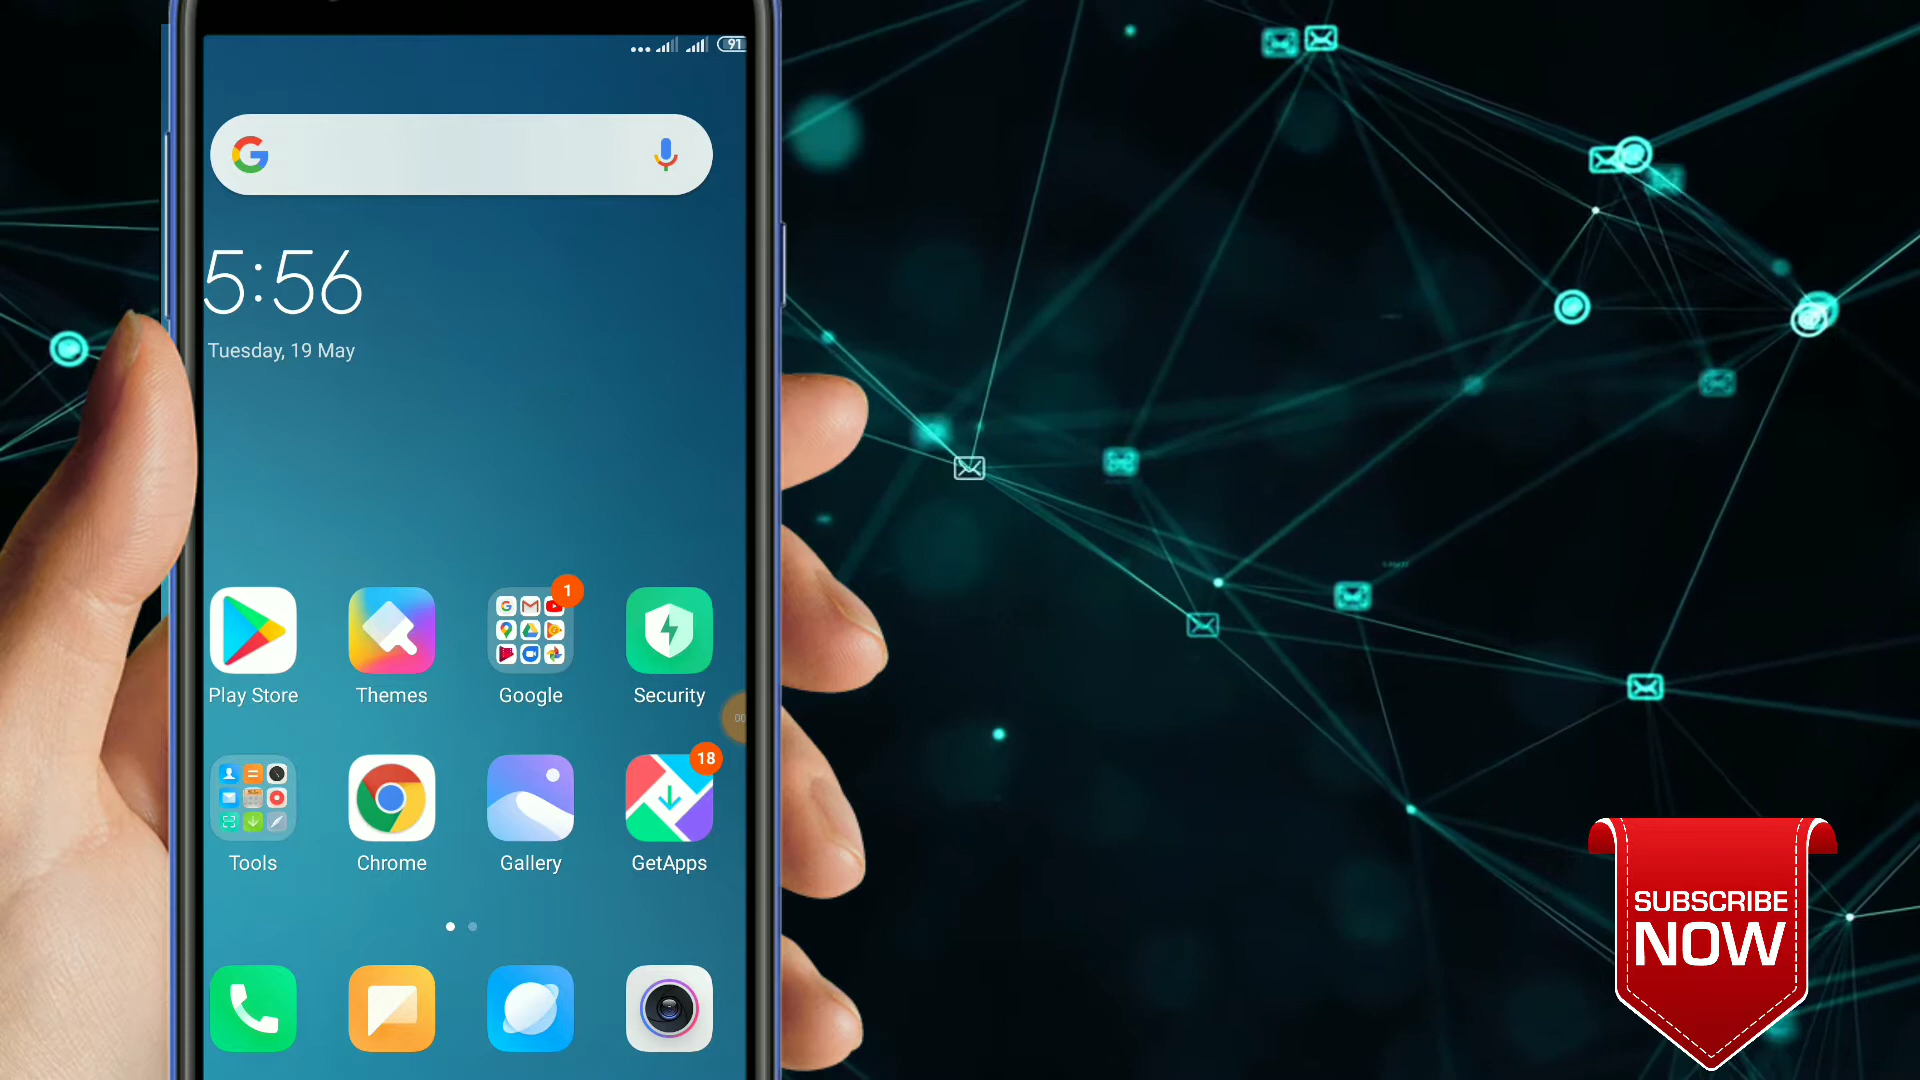 91
5:56
Tuesday, 19 May
1
Play Store
Themes
Google
Security
00
18
Tools
Chrome
Gallery
GetApps
SUBSCRIBE
NOW